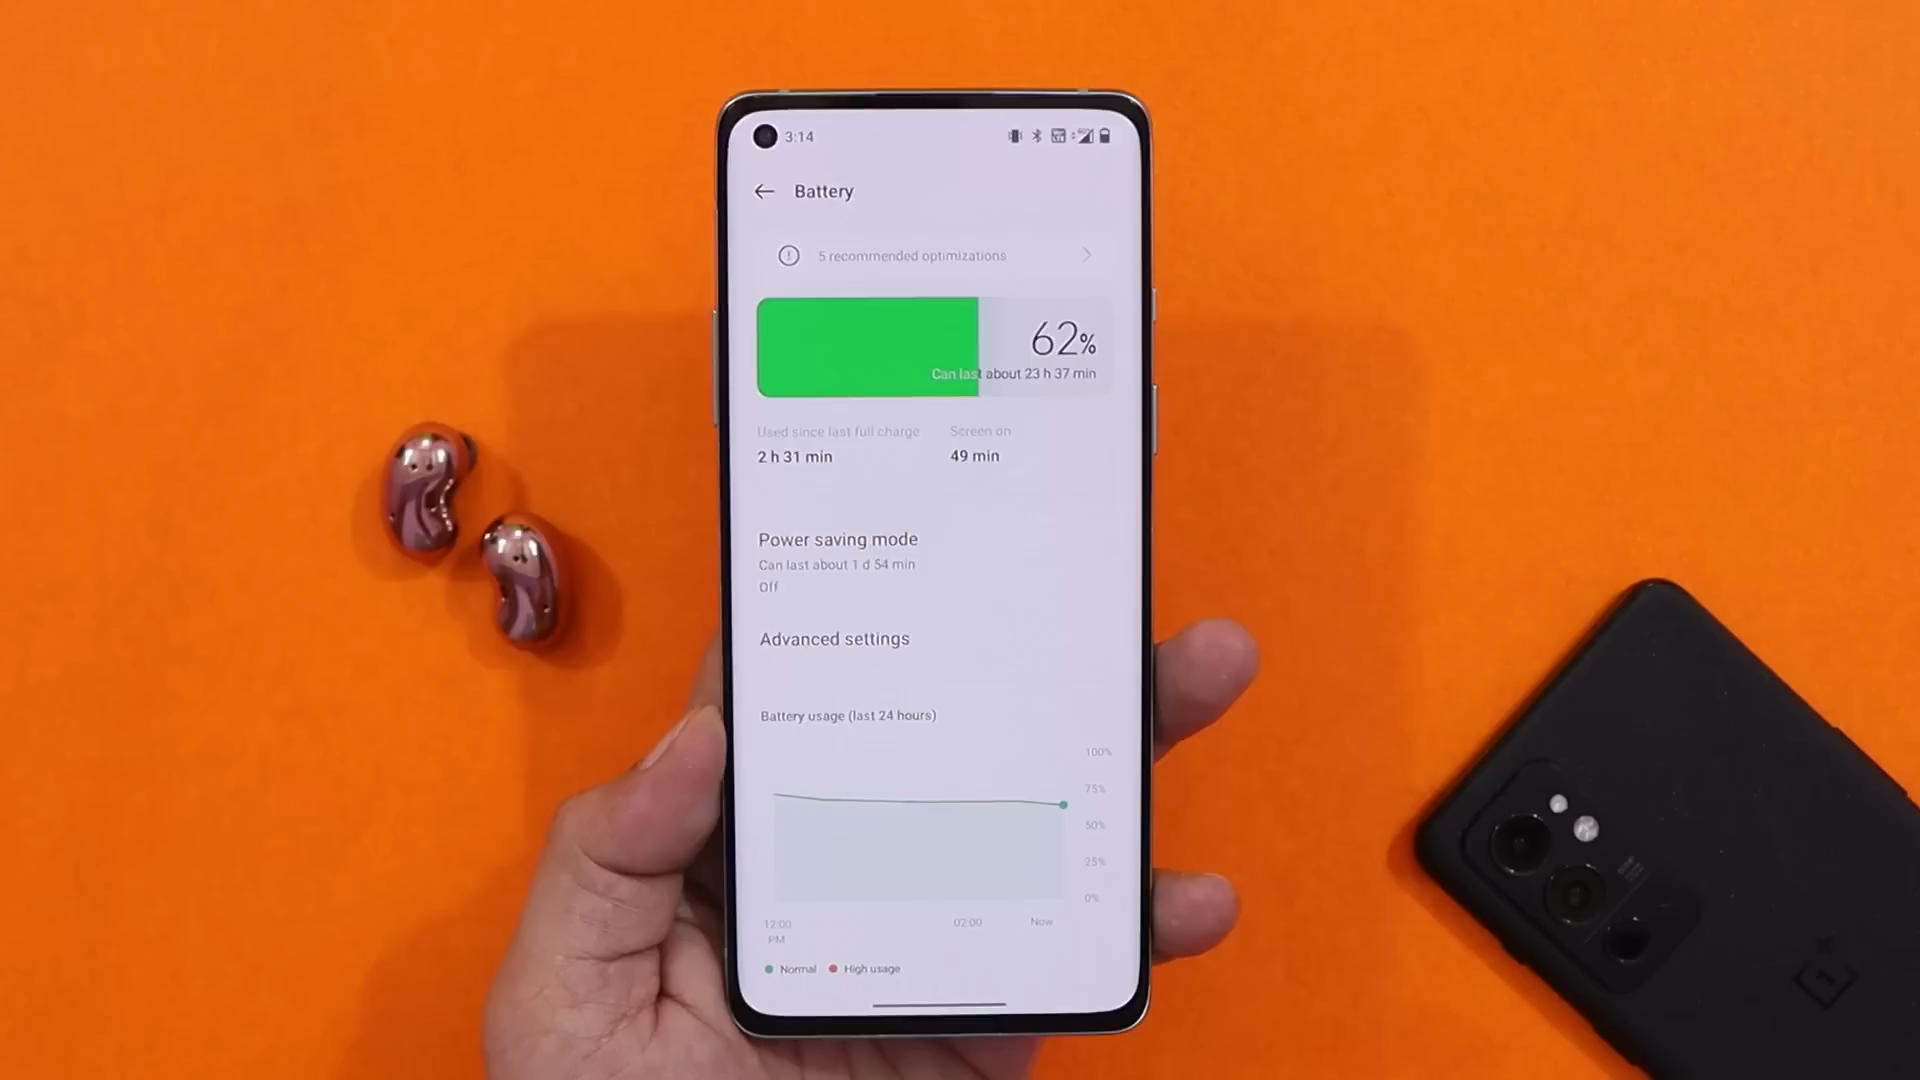 3:14
Battery
5 recommended optimizations
62%
Can last about 23 h 37 min
Used since last full charge
Screen on
2 h 31 min
49 min
Power saving mode
Can last about 1 d 54 min
Off
Advanced settings
Battery usage (last 24 hours)
100%
75%
50%
25%
0%
12:00
PM
02:00
Now
Normal
High usage
1